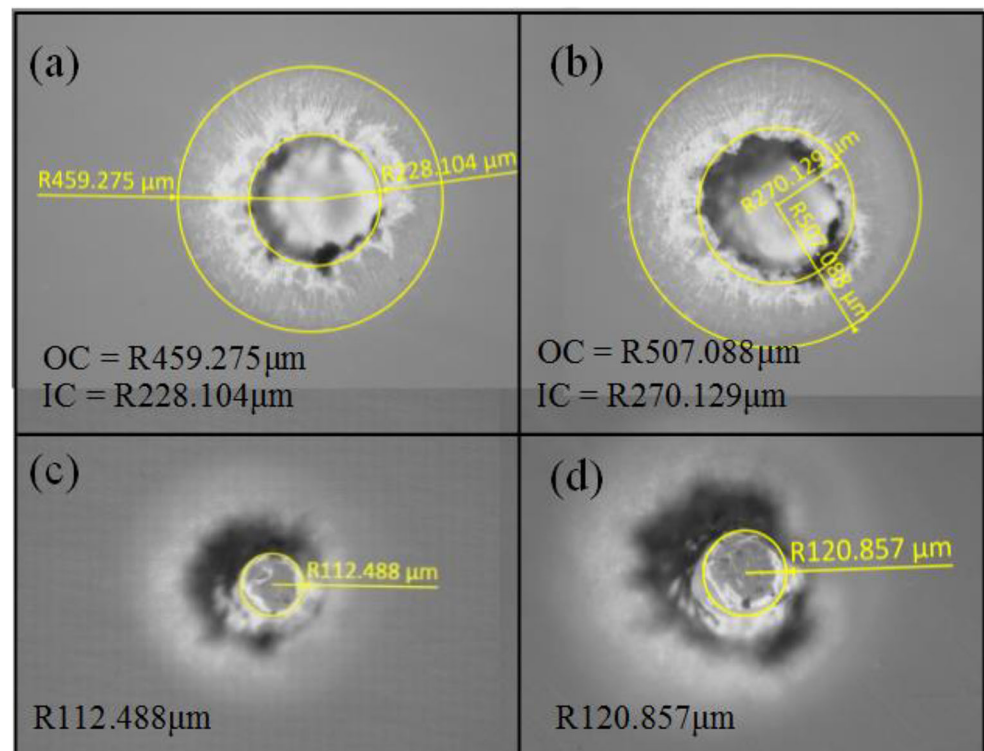 (a)
R459.275 µm
R228.104 µm
OC = R459.275µm
IC = R228.104µm
(b)
R270.129 µm
R507.088 µm
OC = R507.088µm
IC = R270.129µm
(c)
R112.488 µm
R112.488µm
(d)
R120.857 µm
R120.857µm